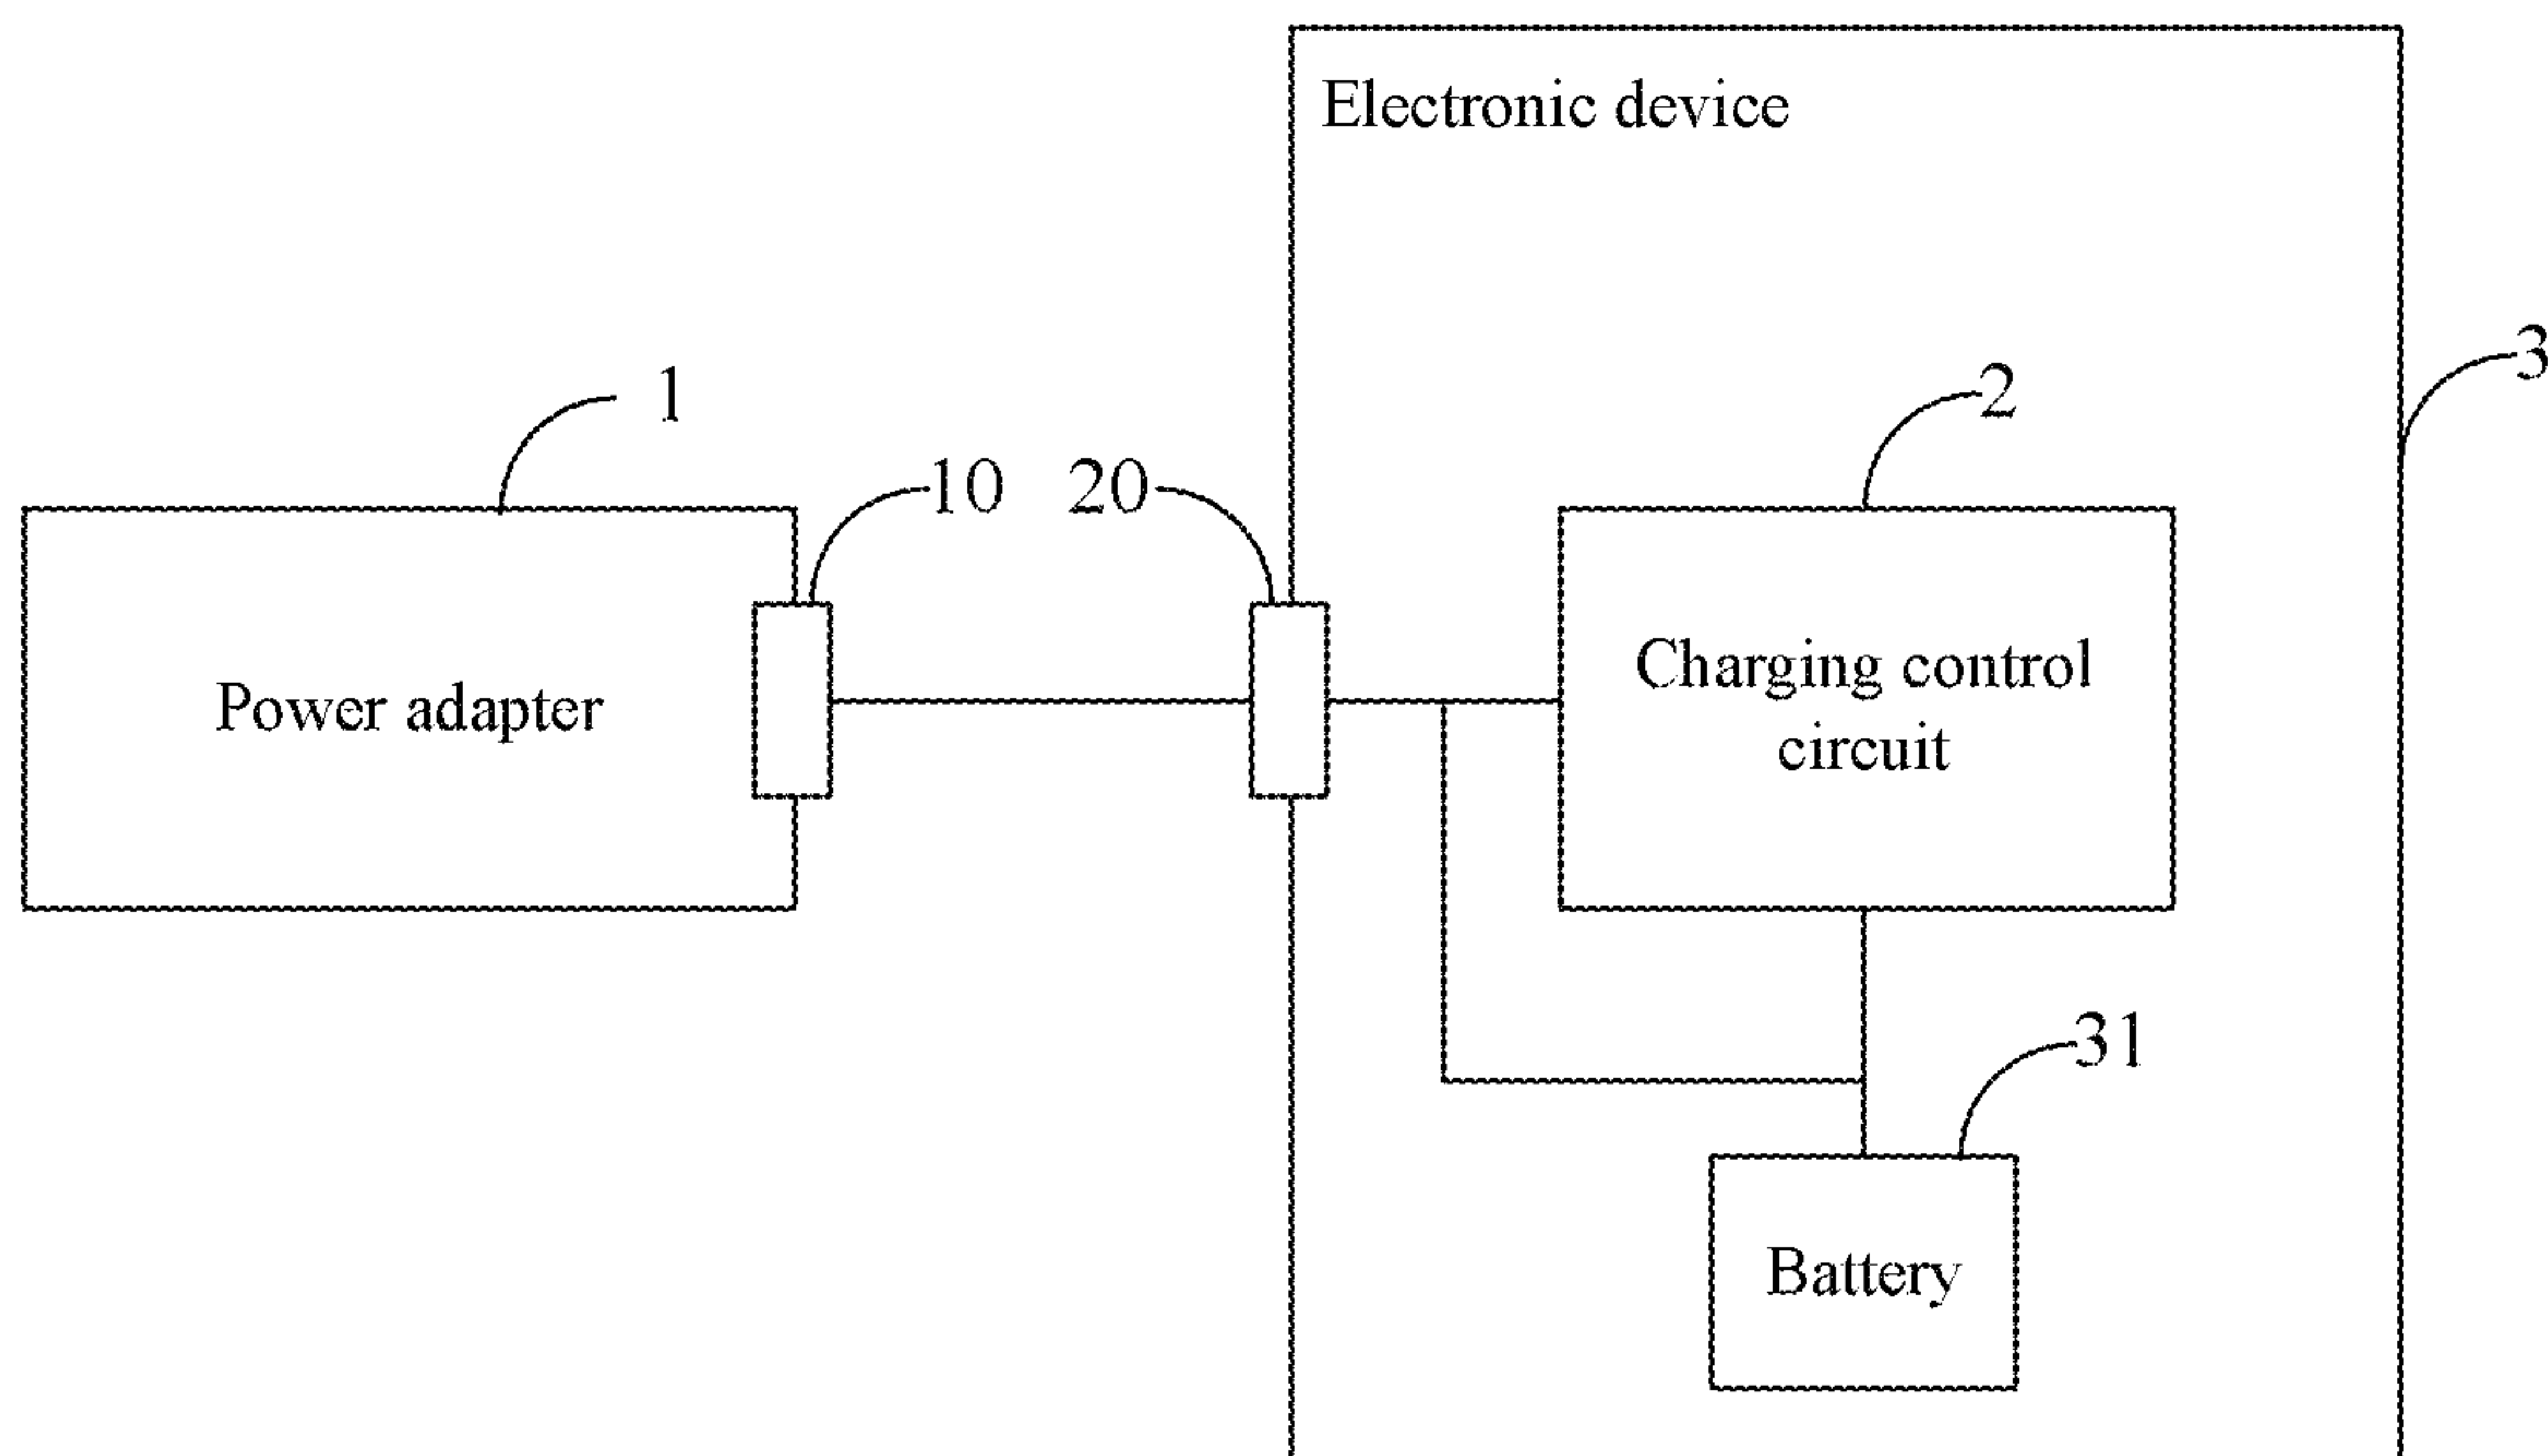 Electronic device
3
1
2
10
20
Charging control
circuit
Power adapter
31
Battery